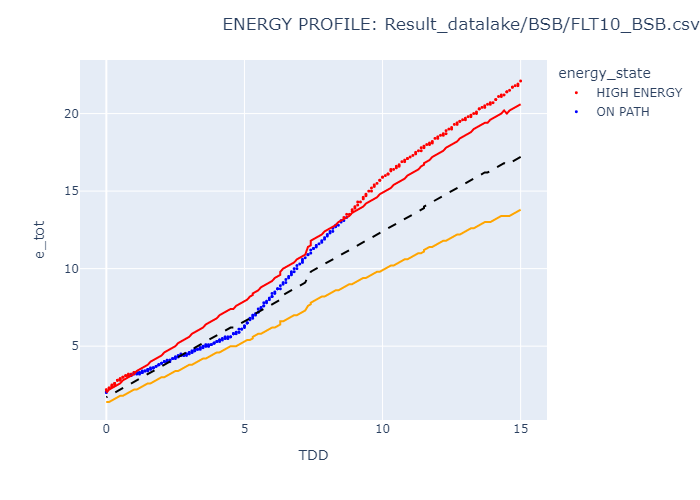 ENERGY PROFILE: Result_datalake/BSB/FLT10_BSB.csv
energy_state
HIGH ENERGY
ON PATH
e_tot
20
15
10
5
0
5
10
15
TDD